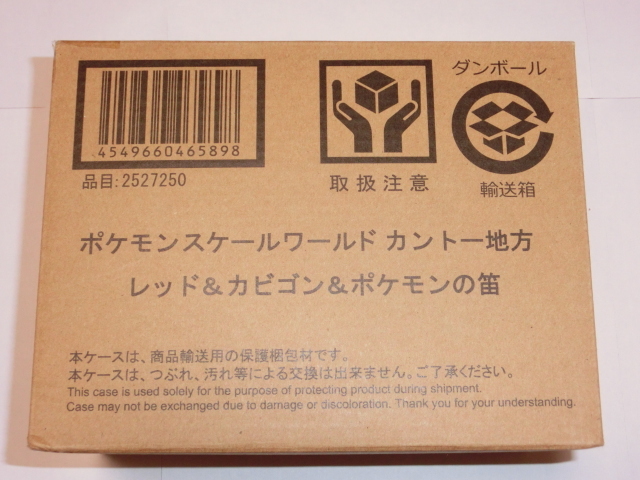 4549660465898
品目:2527250
取扱注意
ダンボール
輸送箱
ポケモンスケールワールド カントー地方
レッド&カビゴン&ポケモンの笛
本ケースは、商品輸送用の保護梱包材です。
本ケースは、つぶれ、汚れ等による交換は出来ません。ご了承ください。
This case is used solely for the purpose of protecting product during shipment.
Case may not be exchanged due to damage or discoloration. Thank you for your understanding.